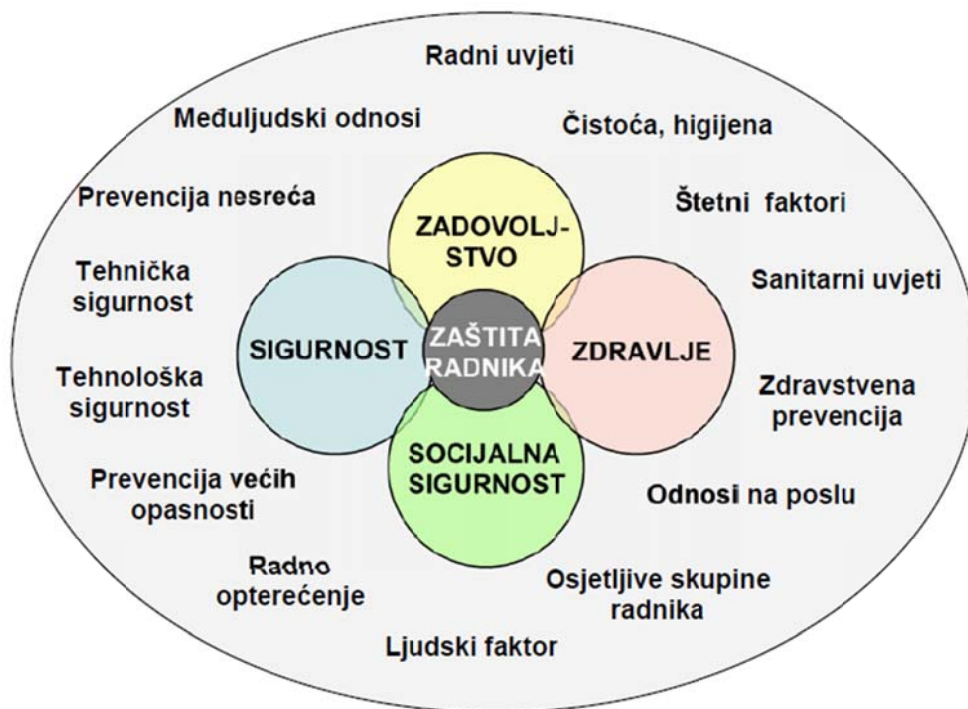 Radni uvjeti
Međuljudski odnosi
Čistoća, higijena
Prevencija nesreća
Štetni faktori
ZADOVOLJ-
STVO
Tehnička
sigurnost
Sanitarni uvjeti
SIGURNOST
ZAŠTITA
RADNIKA
ZDRAVLJE
Tehnološka
sigurnost
Zdravstvena
prevencija
SOCIJALNA
SIGURNOST
Prevencija većih
opasnosti
Odnosi na poslu
Radno
opterećenje
Osjetljive skupine
radnika
Ljudski faktor